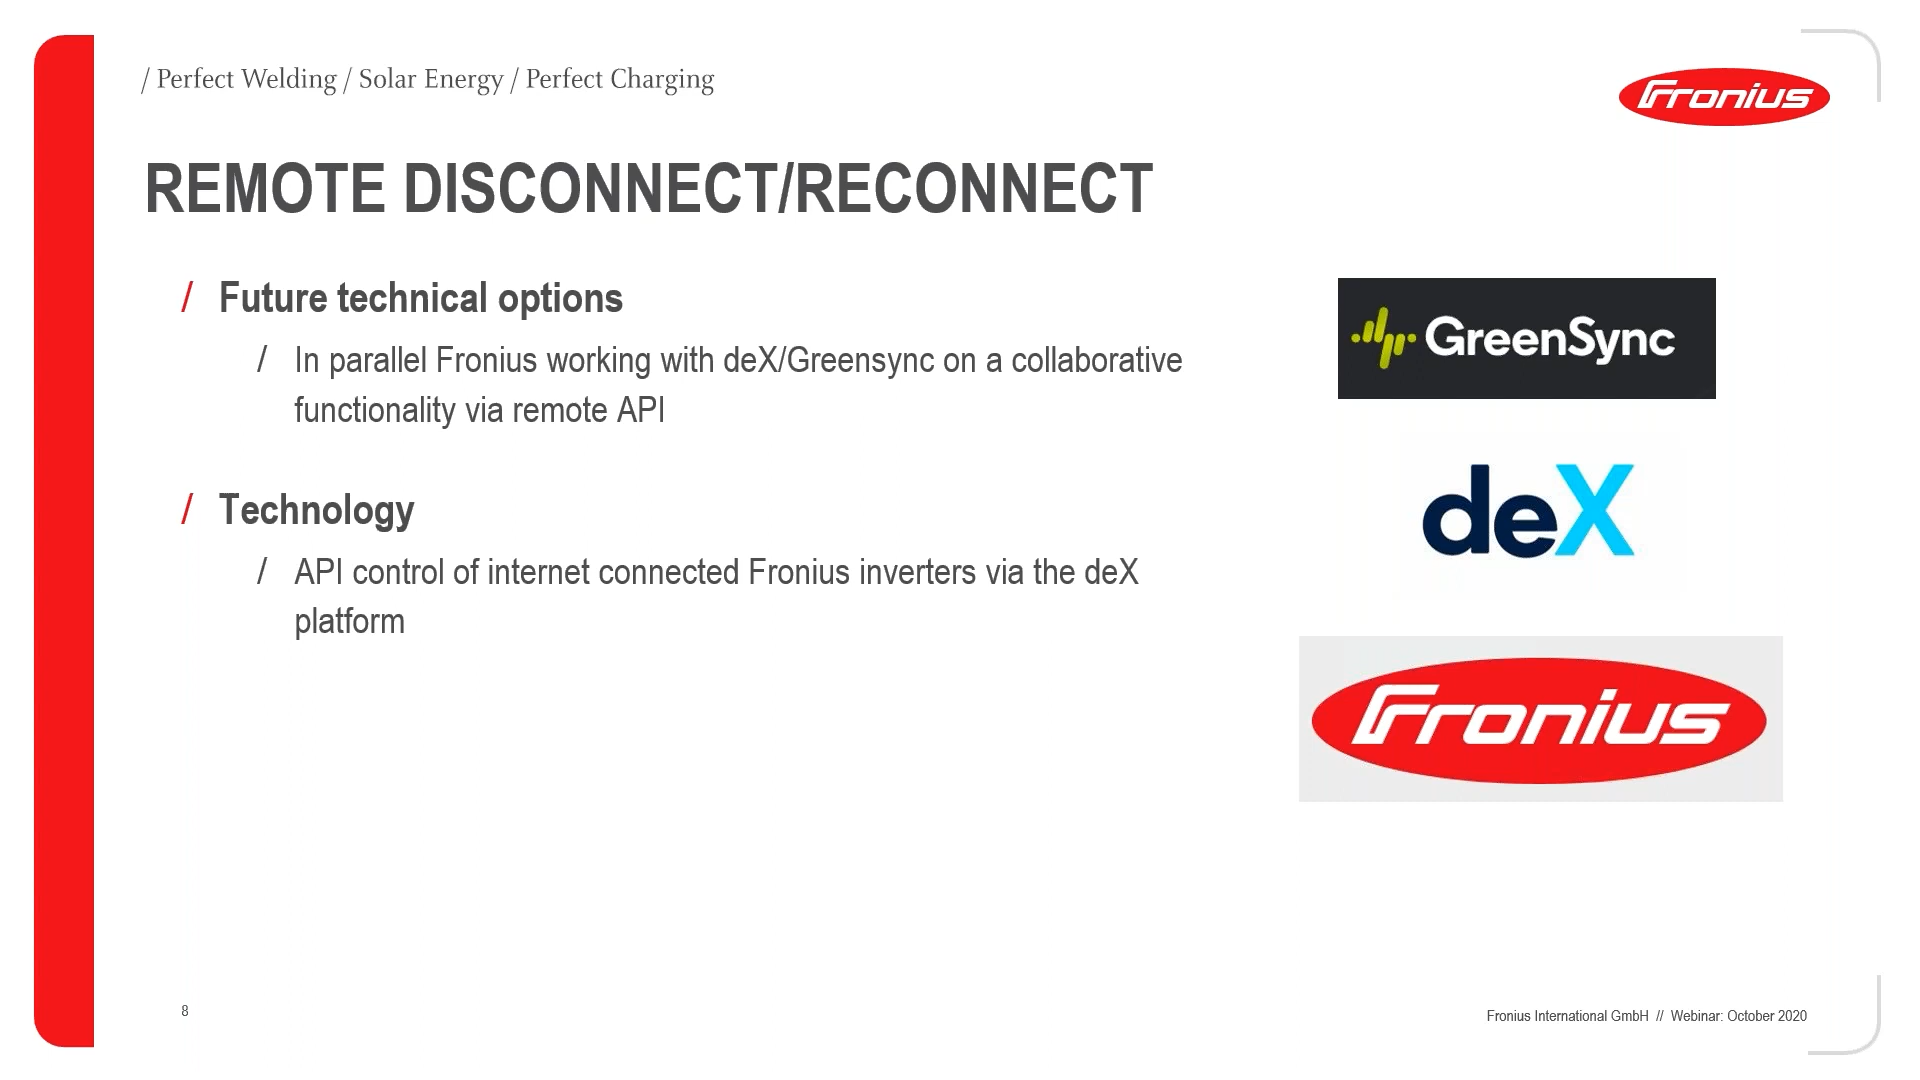 / Perfect Welding / Solar Energy / Perfect Charging
Fronius
REMOTE DISCONNECT/RECONNECT
/ Future technical options
/ In parallel Fronius working with deX/Greensync on a collaborative
functionality via remote API
/ Technology
/ API control of internet connected Fronius inverters via the deX
platform
GreenSync
deX
Fronius
8
Fronius International GmbH // Webinar: October 2020